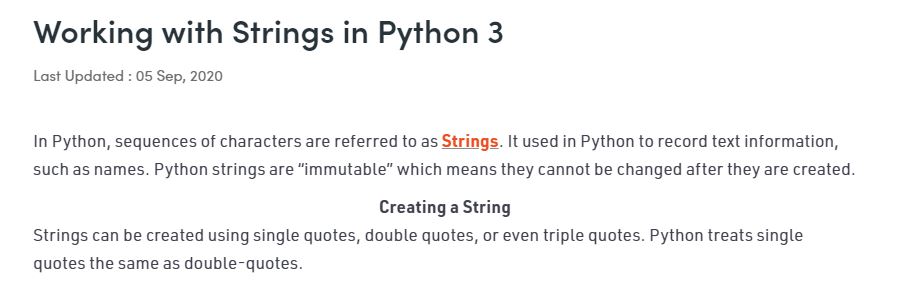 Working with Strings in Python 3
Last Updated : 05 Sep, 2020
In Python, sequences of characters are referred to as Strings. It used in Python to record text information,
such as names. Python strings are “immutable” which means they cannot be changed after they are created.
Creating a String
Strings can be created using single quotes, double quotes, or even triple quotes. Python treats single
quotes the same as double-quotes.